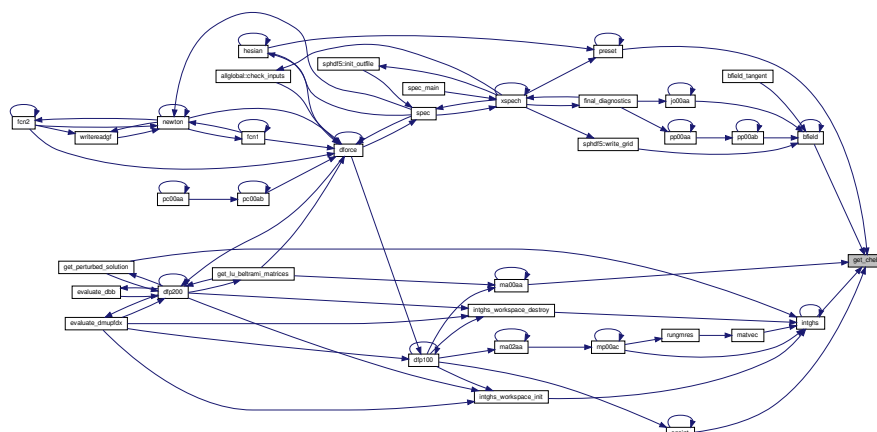 hesian
preset
sphdf5::init_outfile
allglobal::check_inputs
bfield_tangent
spec_main
xspech
final_diagnostics
jo00aa
spec
fcn2
newton
writereadgf
fcn1
pp00aa
pp00ab
bfield
sphdf5::write_grid
dforce
pc00aa
pc00ab
get_perturbed_solution
get_lu_beltrami_matrices
ma00aa
evaluate_dbb
dfp200
intghs_workspace_destroy
evaluate_dmupfdx
intghs
rungmres
matvec
ma02aa
mp00ac
dfp100
intghs_workspace_init